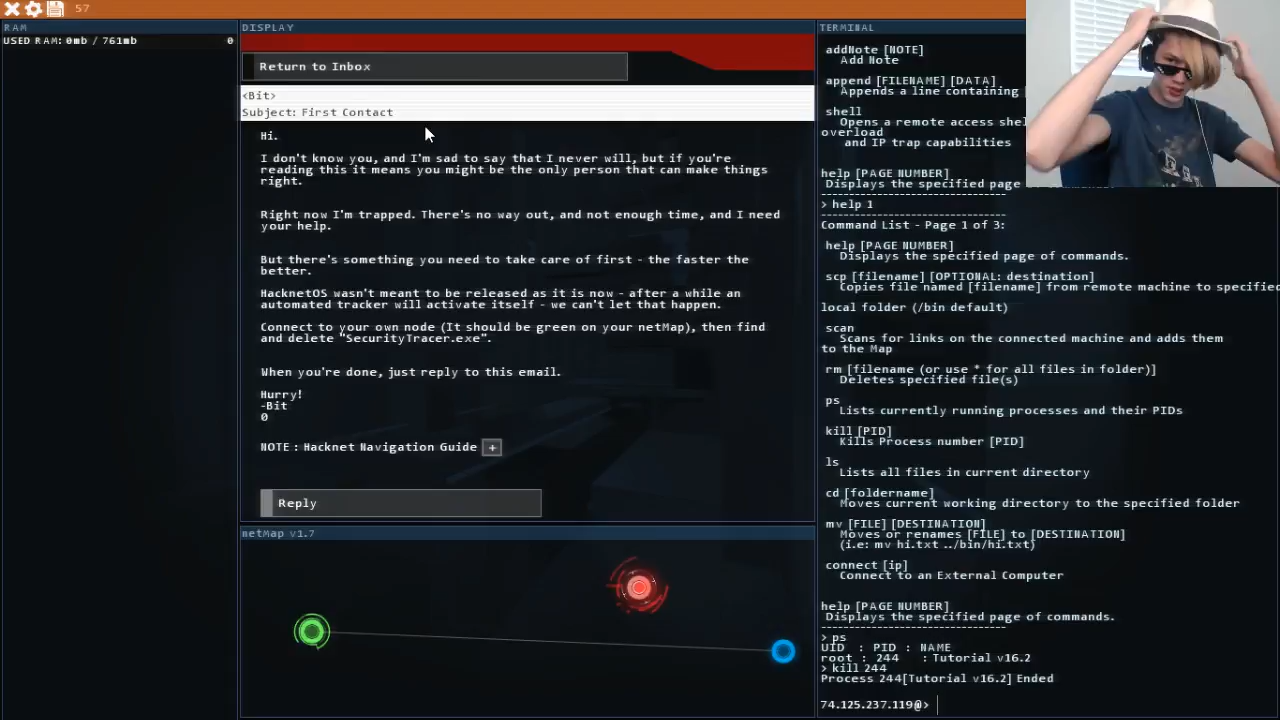 57
RAM
USED RAM: 0mb / 761mb 0
DISPLAY
Return to Inbox
<Bit>
Subject: First Contact
Hi.
I don't know you, and I'm sad to say that I never will, but if you're
reading this it means you might be the only person that can make things
right.
Right now I'm trapped. There's no way out, and not enough time, and I need
your help.
But there's something you need to take care of first - the faster the
better.
HacknetOS wasn't meant to be released as it is now - after a while an
automated tracker will activate itself - we can't let that happen.
Connect to your own node (It should be green on your netMap), then find
and delete "SecurityTracer.exe".
When you're done, just reply to this email.
Hurry!
-Bit
0
NOTE : Hacknet Navigation Guide +
Reply
netMap v1.7
TERMINAL
addNote [NOTE]
Add Note
append [FILENAME] [DATA]
Appends a line containing [
shell
Opens a remote access she
overload
and IP trap capabilities
help [PAGE NUMBER]
Displays the specified page of commands.
---------------------------------
> help 1
---------------------------------
Command List - Page 1 of 3:
help [PAGE NUMBER]
Displays the specified page of commands.
scp [filename] [OPTIONAL: destination]
Copies file named [filename] from remote machine to specified
local folder (/bin default)
scan
Scans for links on the connected machine and adds them
to the Map
rm [filename (or use * for all files in folder)]
Deletes specified file(s)
ps
Lists currently running processes and their PIDs
kill [PID]
Kills Process number [PID]
ls
Lists all files in current directory
cd [foldername]
Moves current working directory to the specified folder
mv [FILE] [DESTINATION]
Moves or renames [FILE] to [DESTINATION]
(i.e: mv hi.txt ../bin/hi.txt)
connect [ip]
Connect to an External Computer
help [PAGE NUMBER]
Displays the specified page of commands.
---------------------------------
> ps
UID : PID : NAME
root : 244 : Tutorial v16.2
> kill 244
Process 244[Tutorial v16.2] Ended
74.125.237.119@>